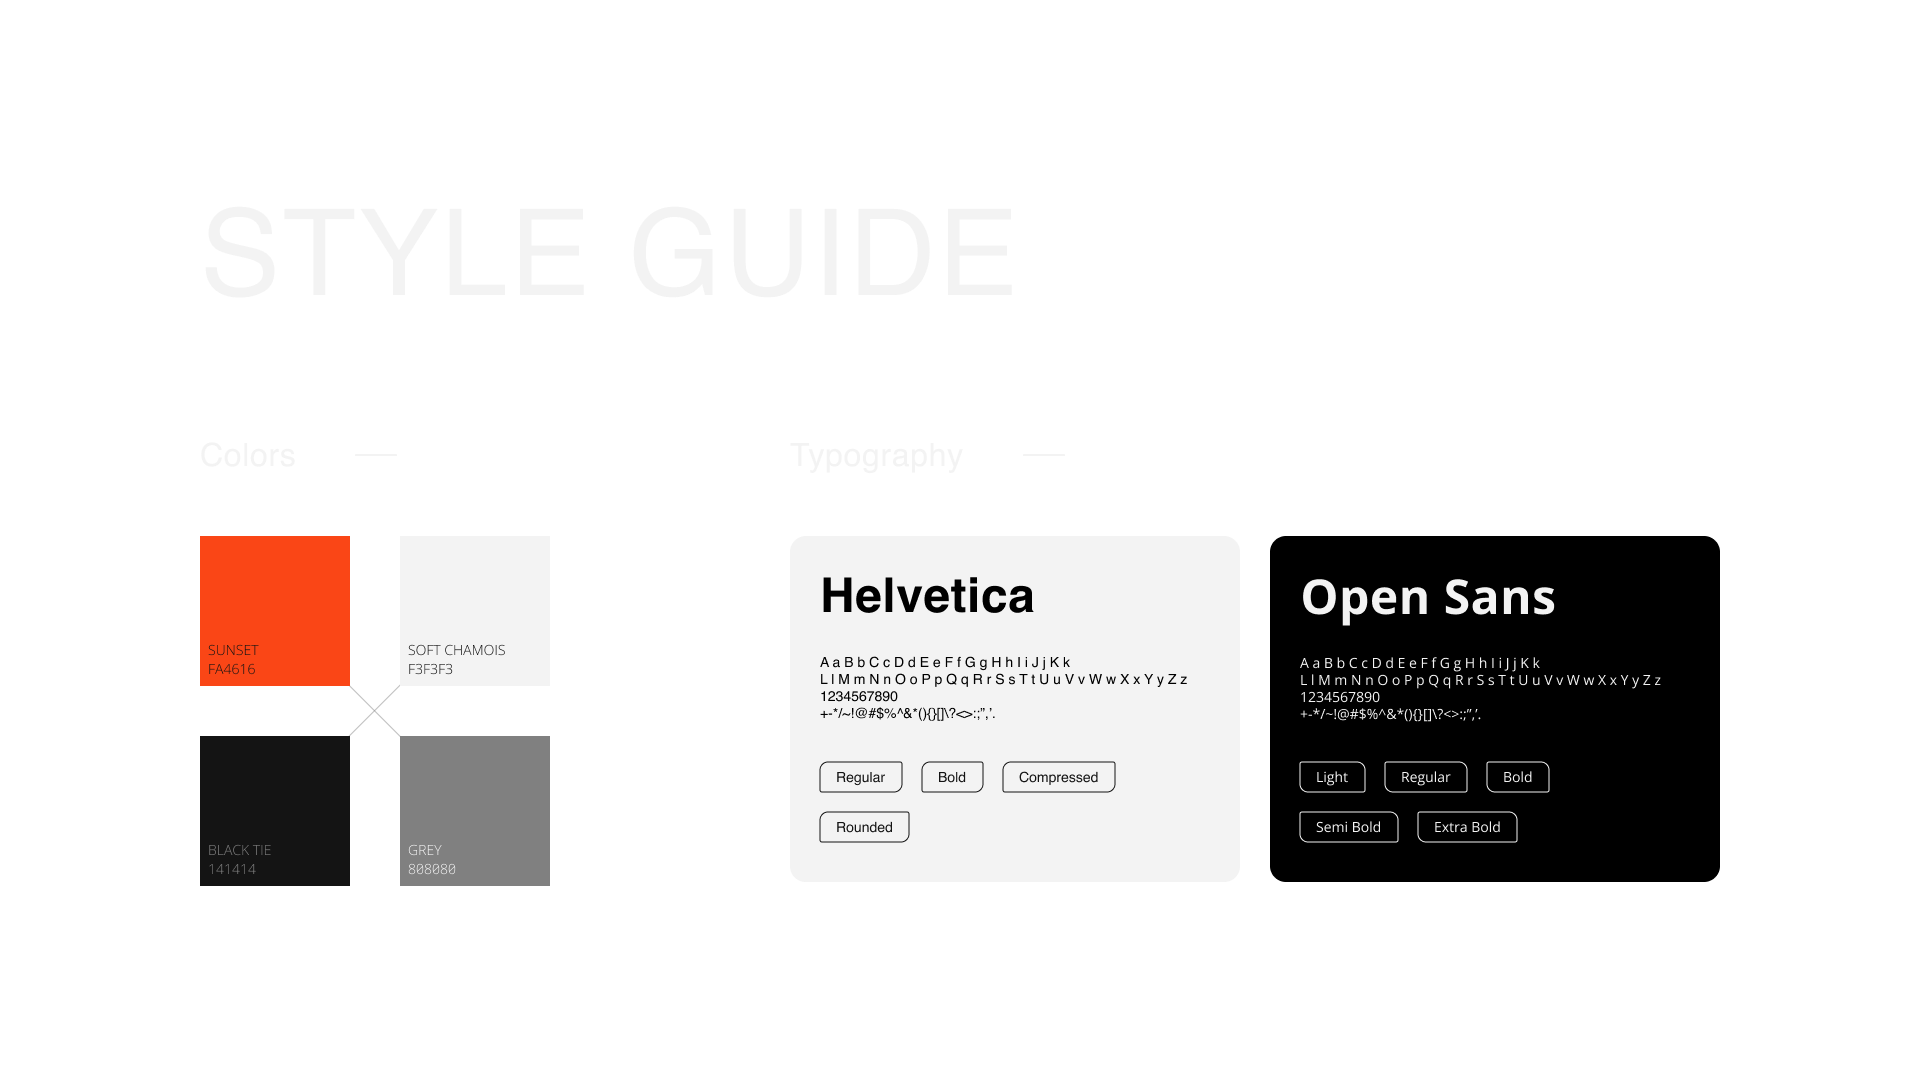 STYLE GUIDE
Colors
SUNSET
FA4616
SOFT CHAMOIS
F3F3F3
BLACK TIE
141414
GREY
808080
Typography
Helvetica
A a B b C c D d E e F f G g H h I i J j K k
L l M m N n O o P p Q q R r S s T t U u V v W w X x Y y Z z
1234567890
+-*/~!@#$%^&*(){}[]\?<>:;”,’.
Regular Bold Compressed
Rounded
Open Sans
A a B b C c D d E e F f G g H h I i J j K k
L l M m N n O o P p Q q R r S s T t U u V v W w X x Y y Z z
1234567890
+-*/~!@#$%^&*(){}[]\?<>:;”,’.
Light Regular Bold
Semi Bold Extra Bold